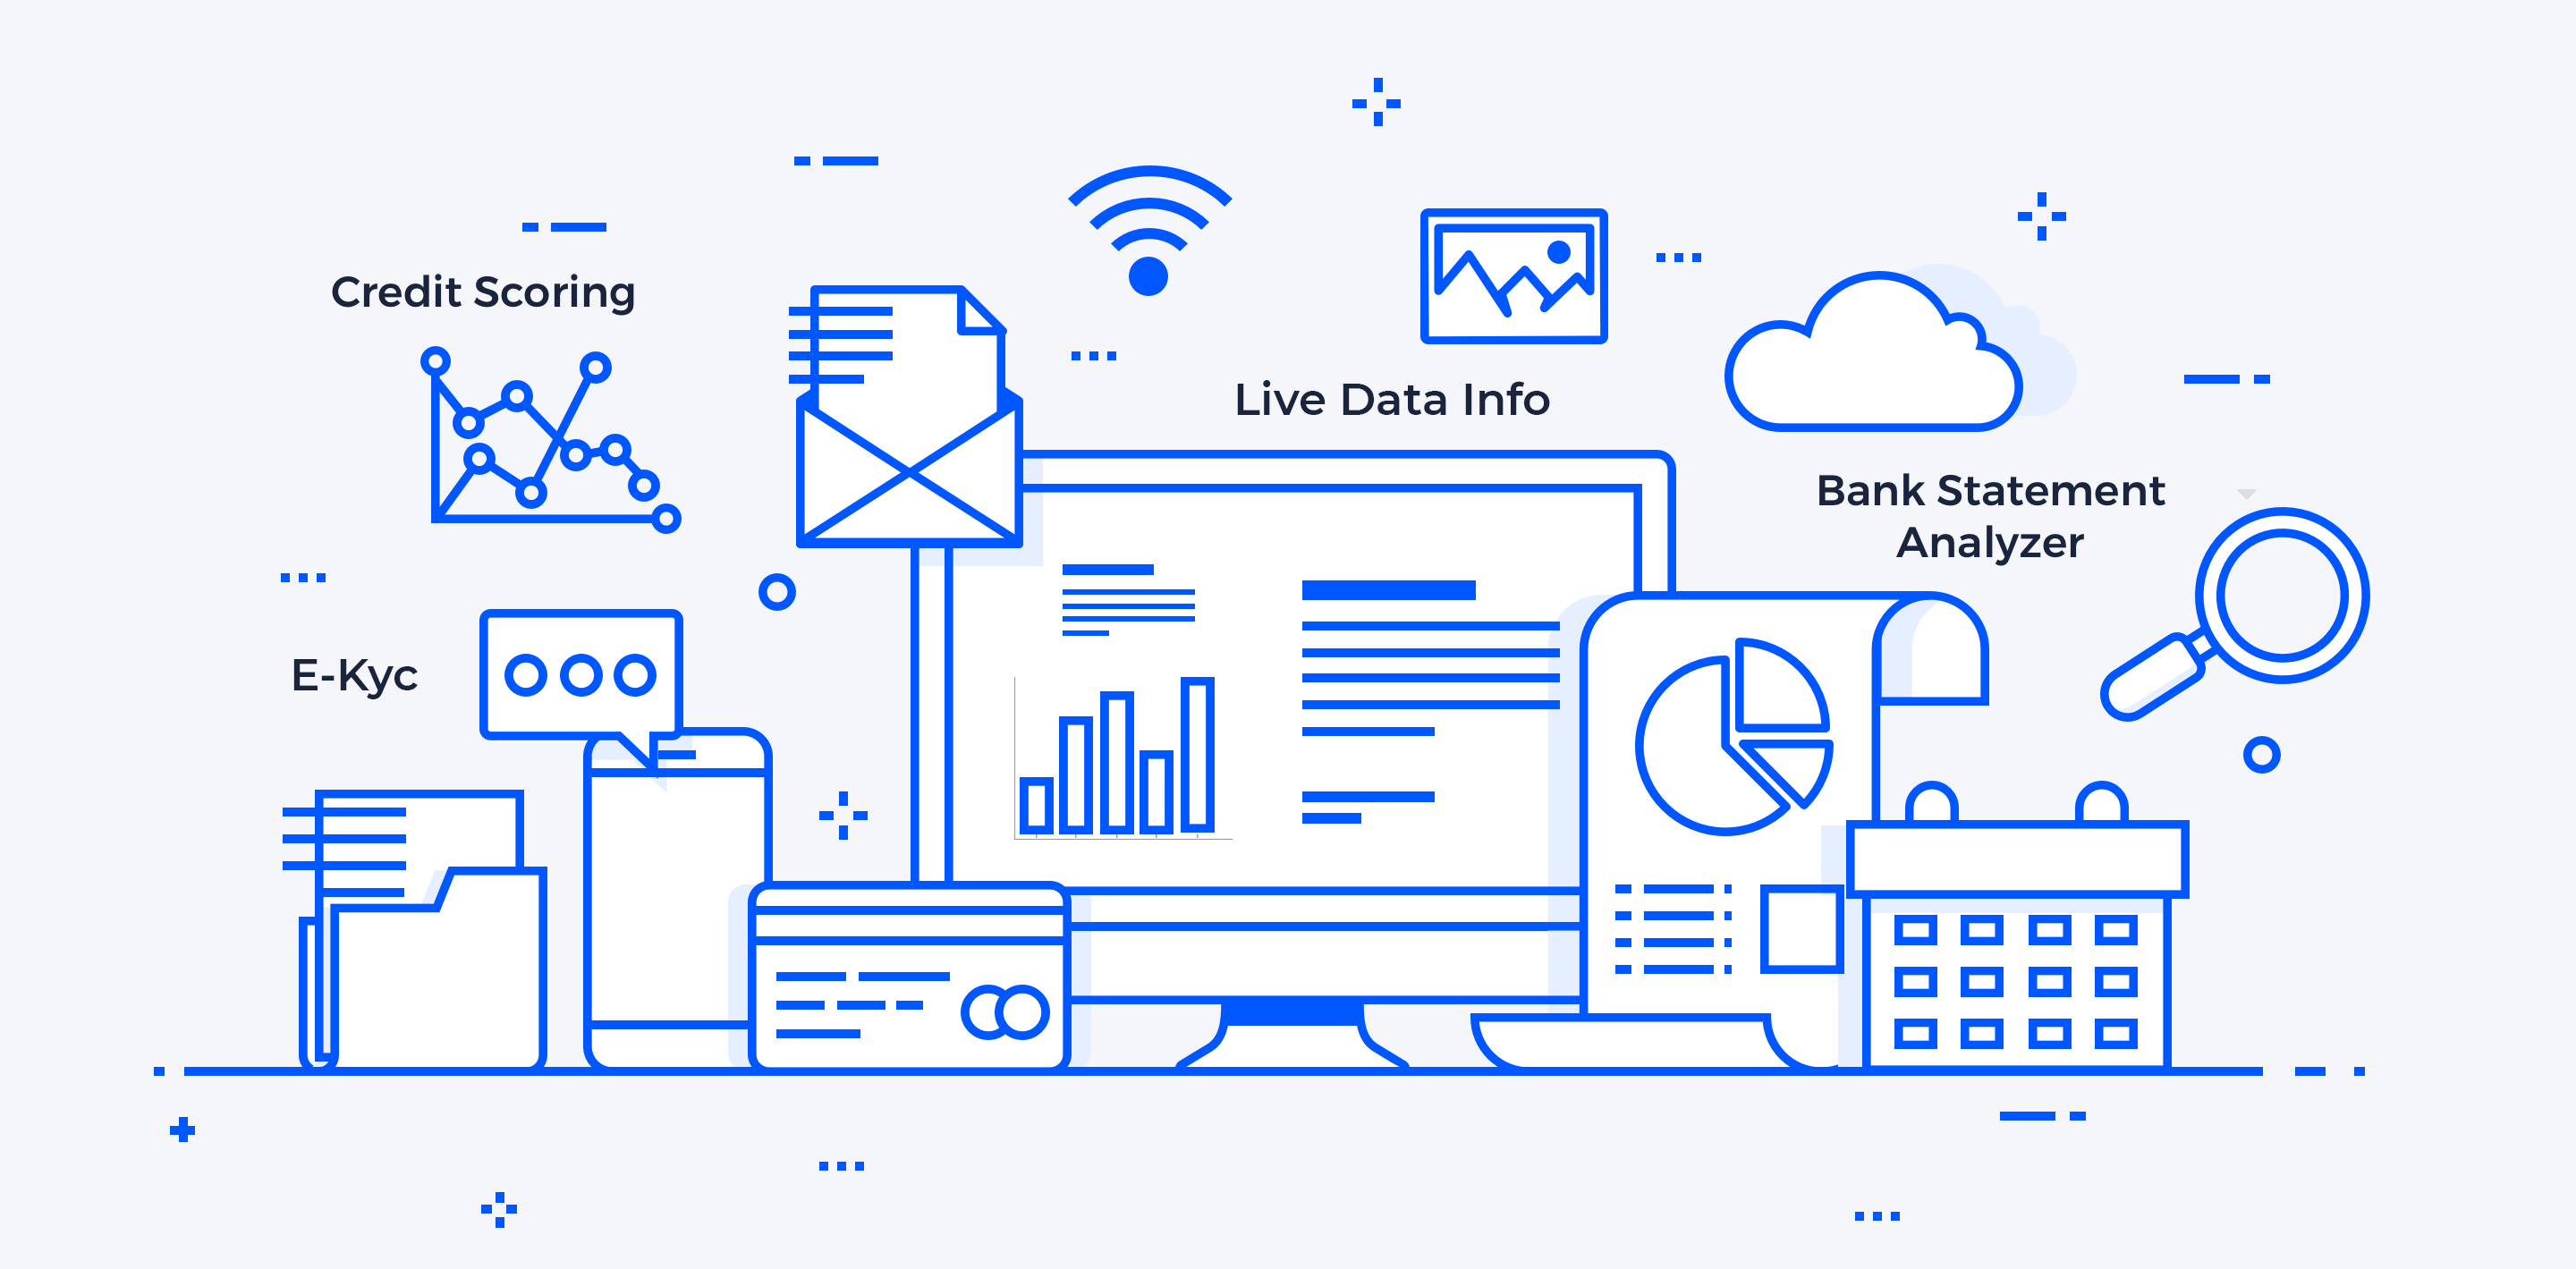 Credit Scoring
Live Data Info
Bank Statement
Analyzer
E-Kyc